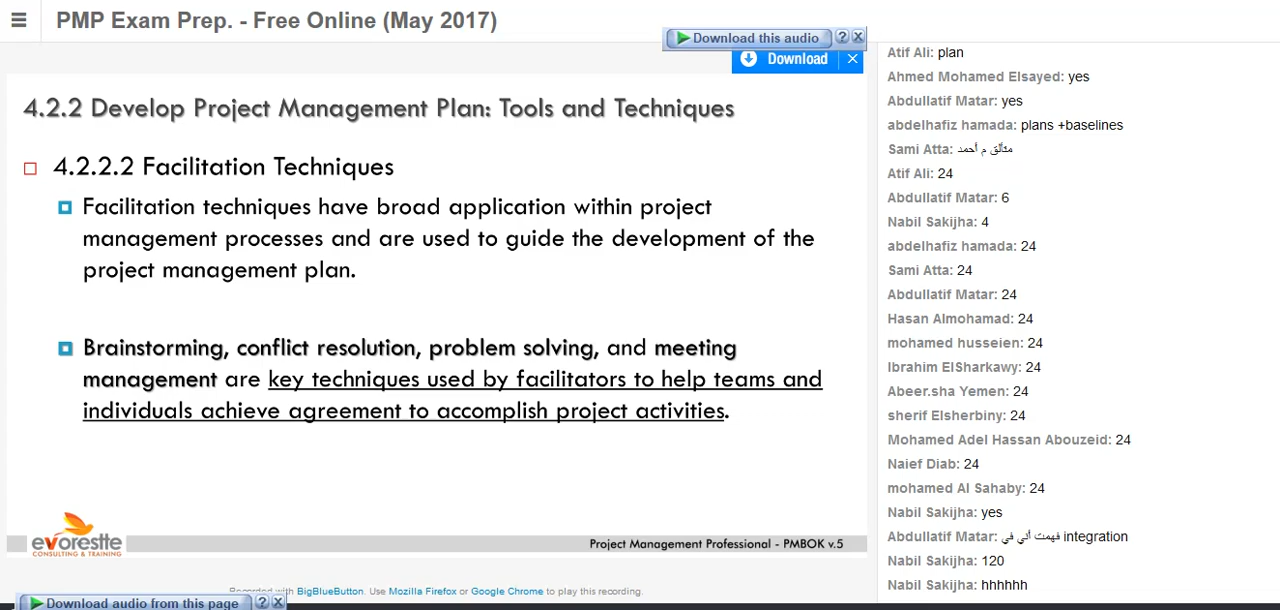 PMP Exam Prep. - Free Online (May 2017)
Download this audio
Download
4.2.2 Develop Project Management Plan: Tools and Techniques
4.2.2.2 Facilitation Techniques
Facilitation techniques have broad application within project
management processes and are used to guide the development of the
project management plan.
Brainstorming, conflict resolution, problem solving, and meeting
management are key techniques used by facilitators to help teams and
individuals achieve agreement to accomplish project activities.
evorestte
CONSULTING & TRAINING
Project Management Professional - PMBOK v.5
Recorded with BigBlueButton. Use Mozilla Firefox or Google Chrome to play this recording.
Download audio from this page
Atif Ali: plan
Ahmed Mohamed Elsayed: yes
Abdullatif Matar: yes
abdelhafiz hamada: plans +baselines
Sami Atta: متألق م أحمد
Atif Ali: 24
Abdullatif Matar: 6
Nabil Sakijha: 4
abdelhafiz hamada: 24
Sami Atta: 24
Abdullatif Matar: 24
Hasan Almohamad: 24
mohamed husseien: 24
Ibrahim ElSharkawy: 24
Abeer.sha Yemen: 24
sherif Elsherbiny: 24
Mohamed Adel Hassan Abouzeid: 24
Naief Diab: 24
mohamed Al Sahaby: 24
Nabil Sakijha: yes
Abdullatif Matar: فهمت أني في integration
Nabil Sakijha: 120
Nabil Sakijha: hhhhhh